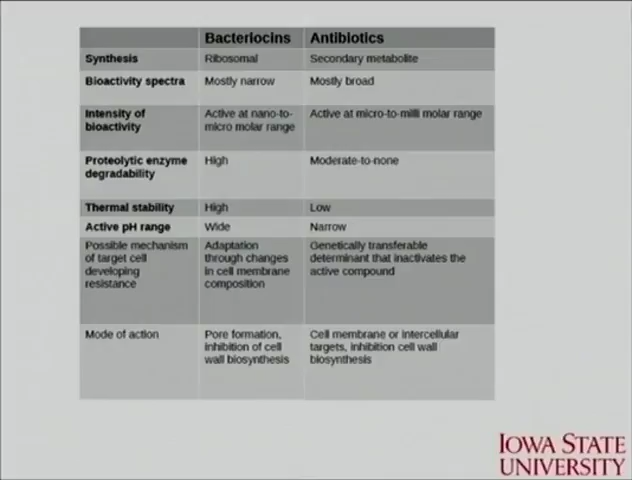 Bacteriocins Antibiotics
Synthesis Ribosomal Secondary metabolite
Bioactivity spectra Mostly narrow Mostly broad
Intensity of bioactivity Active at nano-to-micro molar range Active at micro-to-milli molar range
Proteolytic enzyme degradability High Moderate-to-none
Thermal stability High Low
Active pH range Wide Narrow
Possible mechanism of target cell developing resistance Adaptation through changes in cell membrane composition Genetically transferable determinant that inactivates the active compound
Mode of action Pore formation, inhibition of cell wall biosynthesis Cell membrane or intercellular targets, inhibition cell wall biosynthesis
IOWA STATE
UNIVERSITY